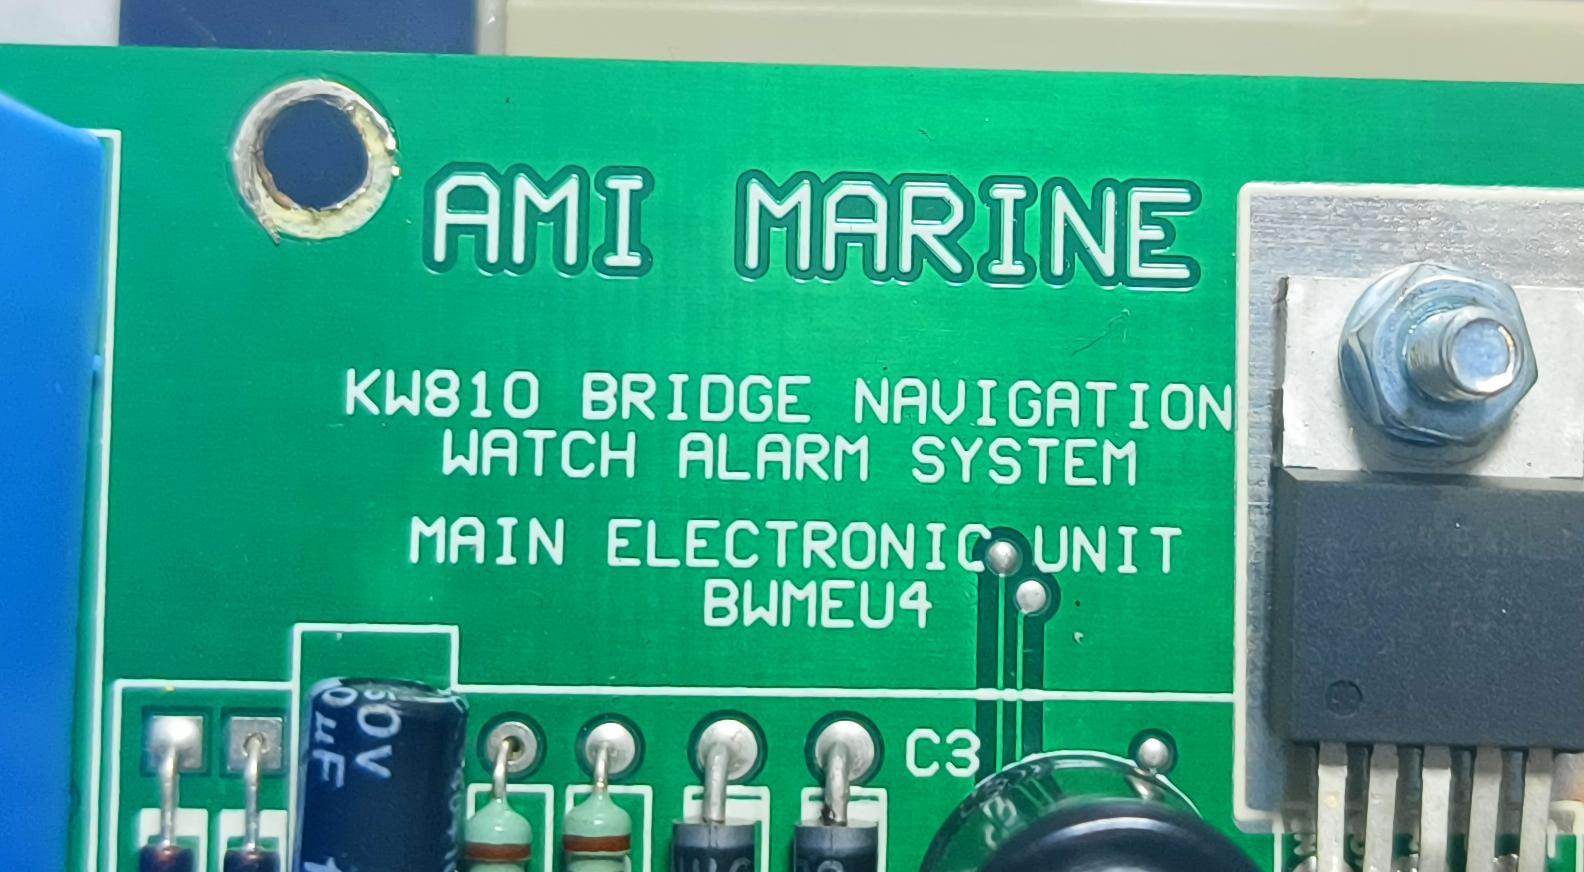 AMI MARINE
KW810 BRIDGE NAVIGATION
WATCH ALARM SYSTEM
MAIN ELECTRONIC UNIT
BWMEU4
C3